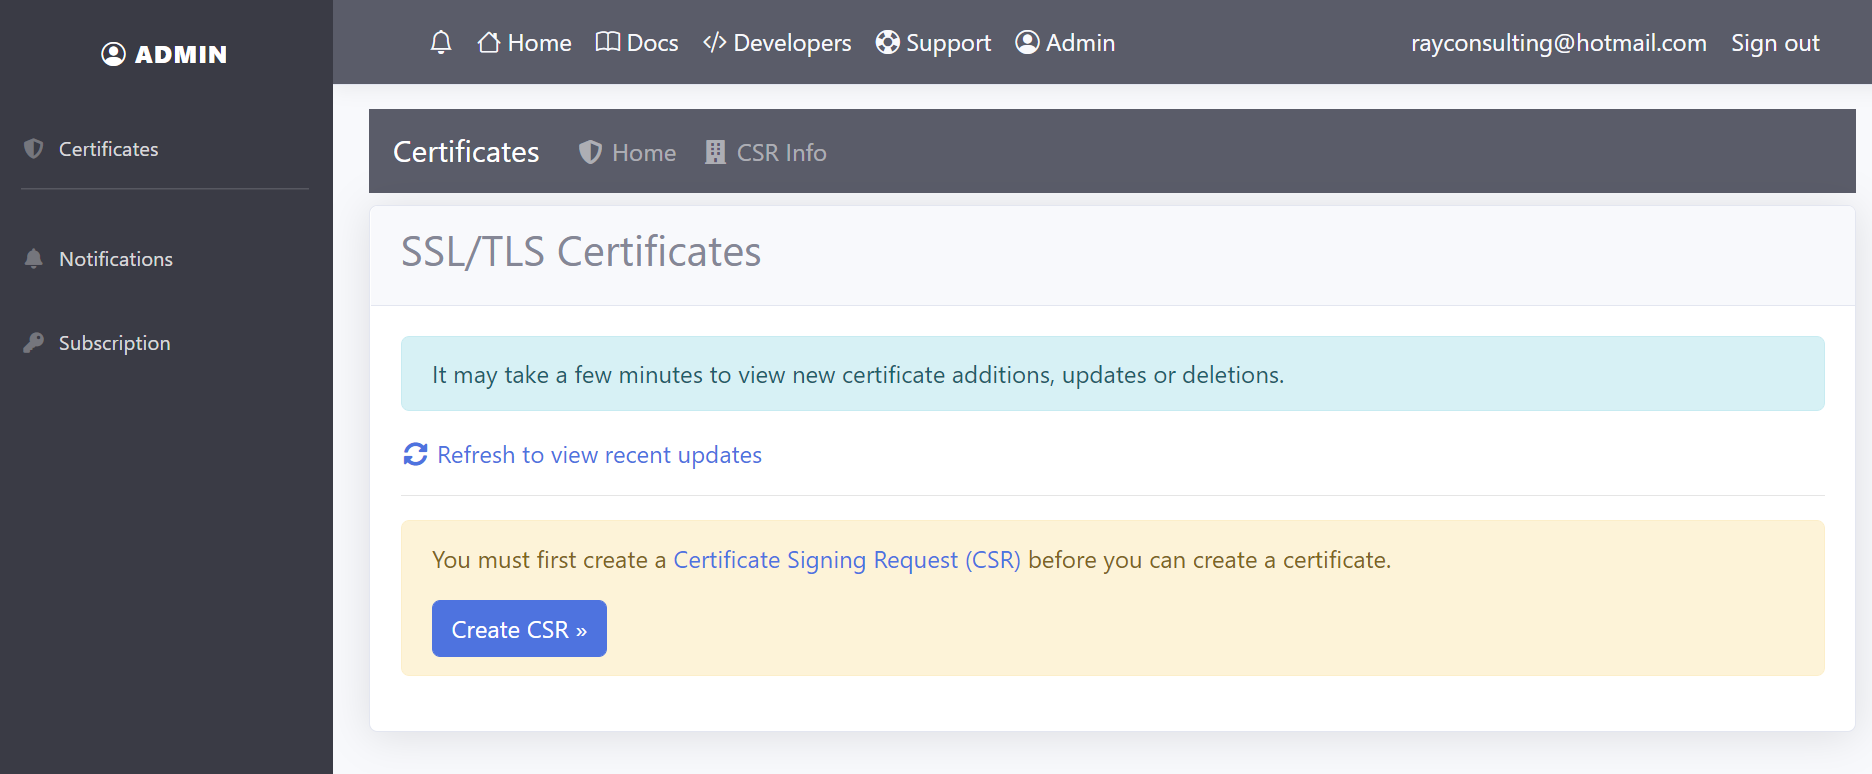 ADMIN
Certificates
Notifications
Subscription
Home Docs Developers Support Admin rayconsulting@hotmail.com Sign out
Certificates Home CSR Info
SSL/TLS Certificates
It may take a few minutes to view new certificate additions, updates or deletions.
Refresh to view recent updates
You must first create a Certificate Signing Request (CSR) before you can create a certificate.
Create CSR »